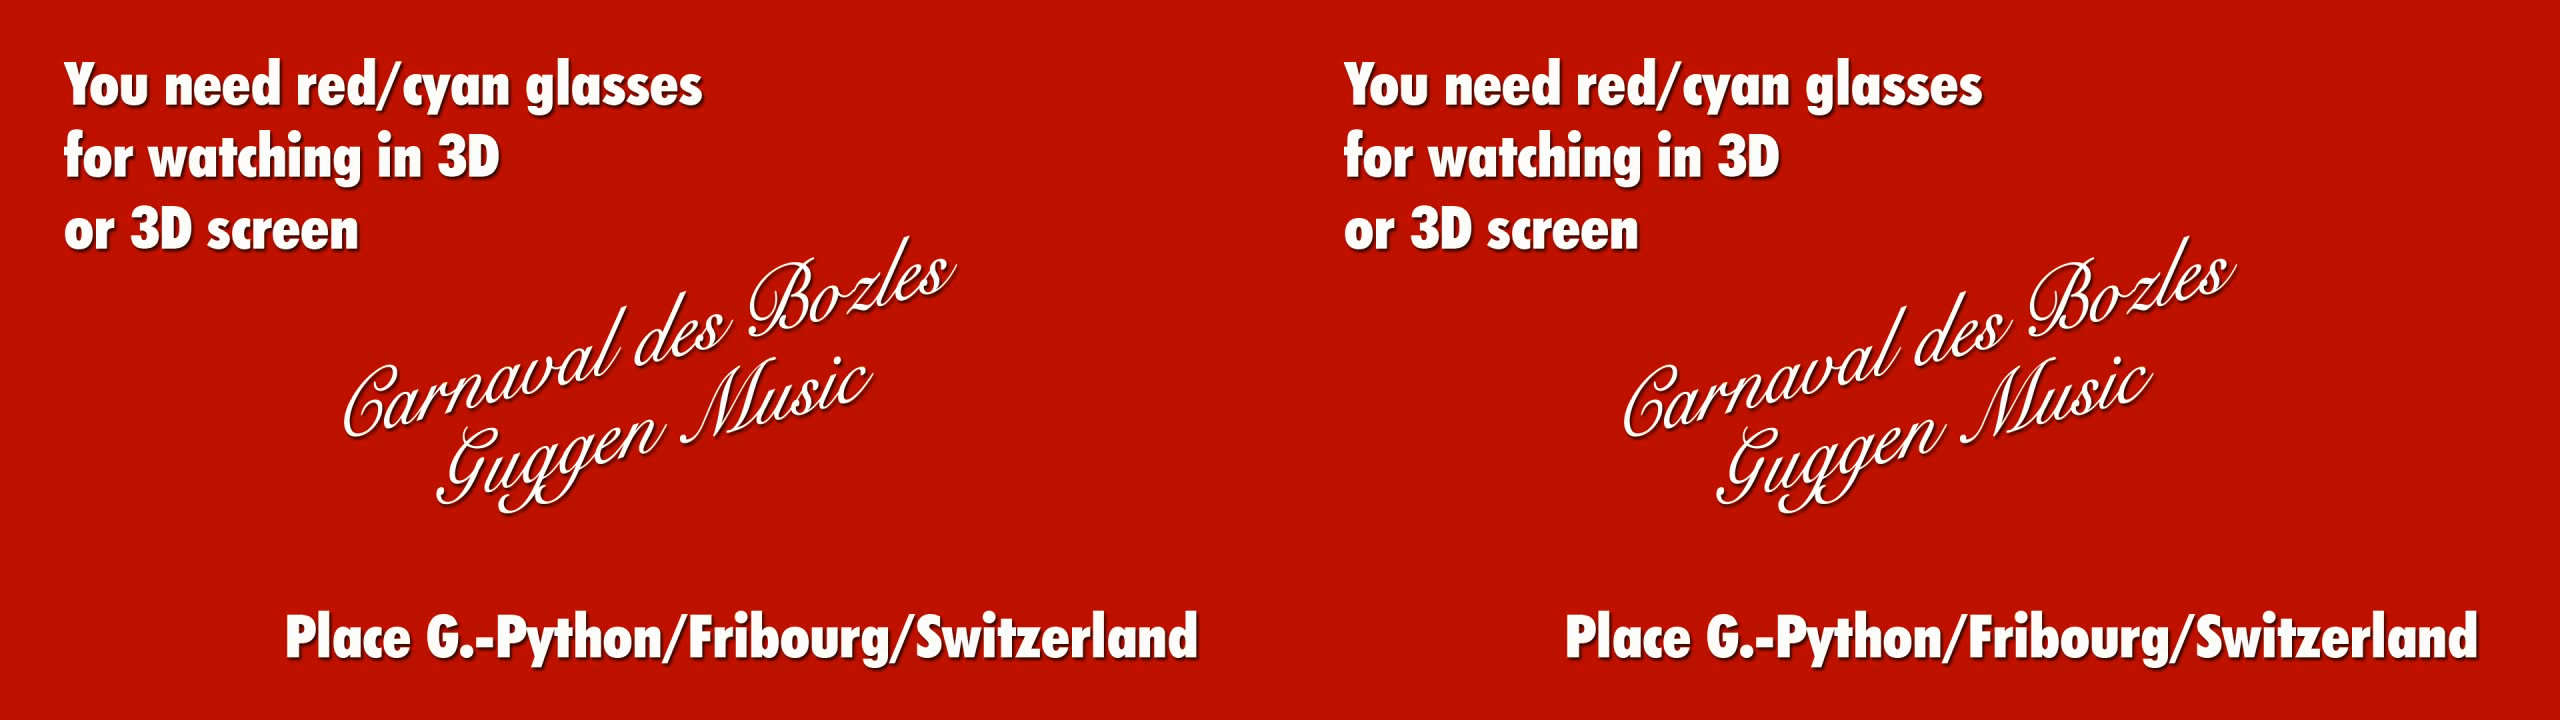 You need red/cyan glasses
for watching in 3D
or 3D screen
Carnaval des Bozles
Guggen Music
Place G.-Python/Fribourg/Switzerland
You need red/cyan glasses
for watching in 3D
or 3D screen
Carnaval des Bozles
Guggen Music
Place G.-Python/Fribourg/Switzerland